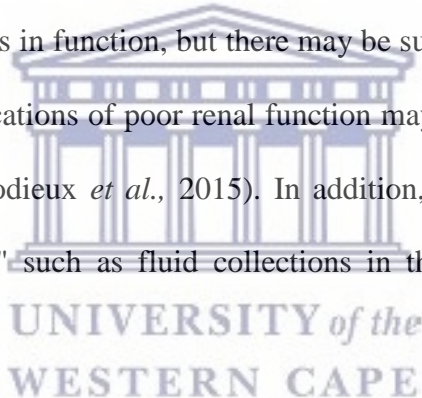 s in function, but there may be su
cations of poor renal function may
odieux et al., 2015). In addition,
" such as fluid collections in th
UNIVERSITY of the
WESTERN CAPE